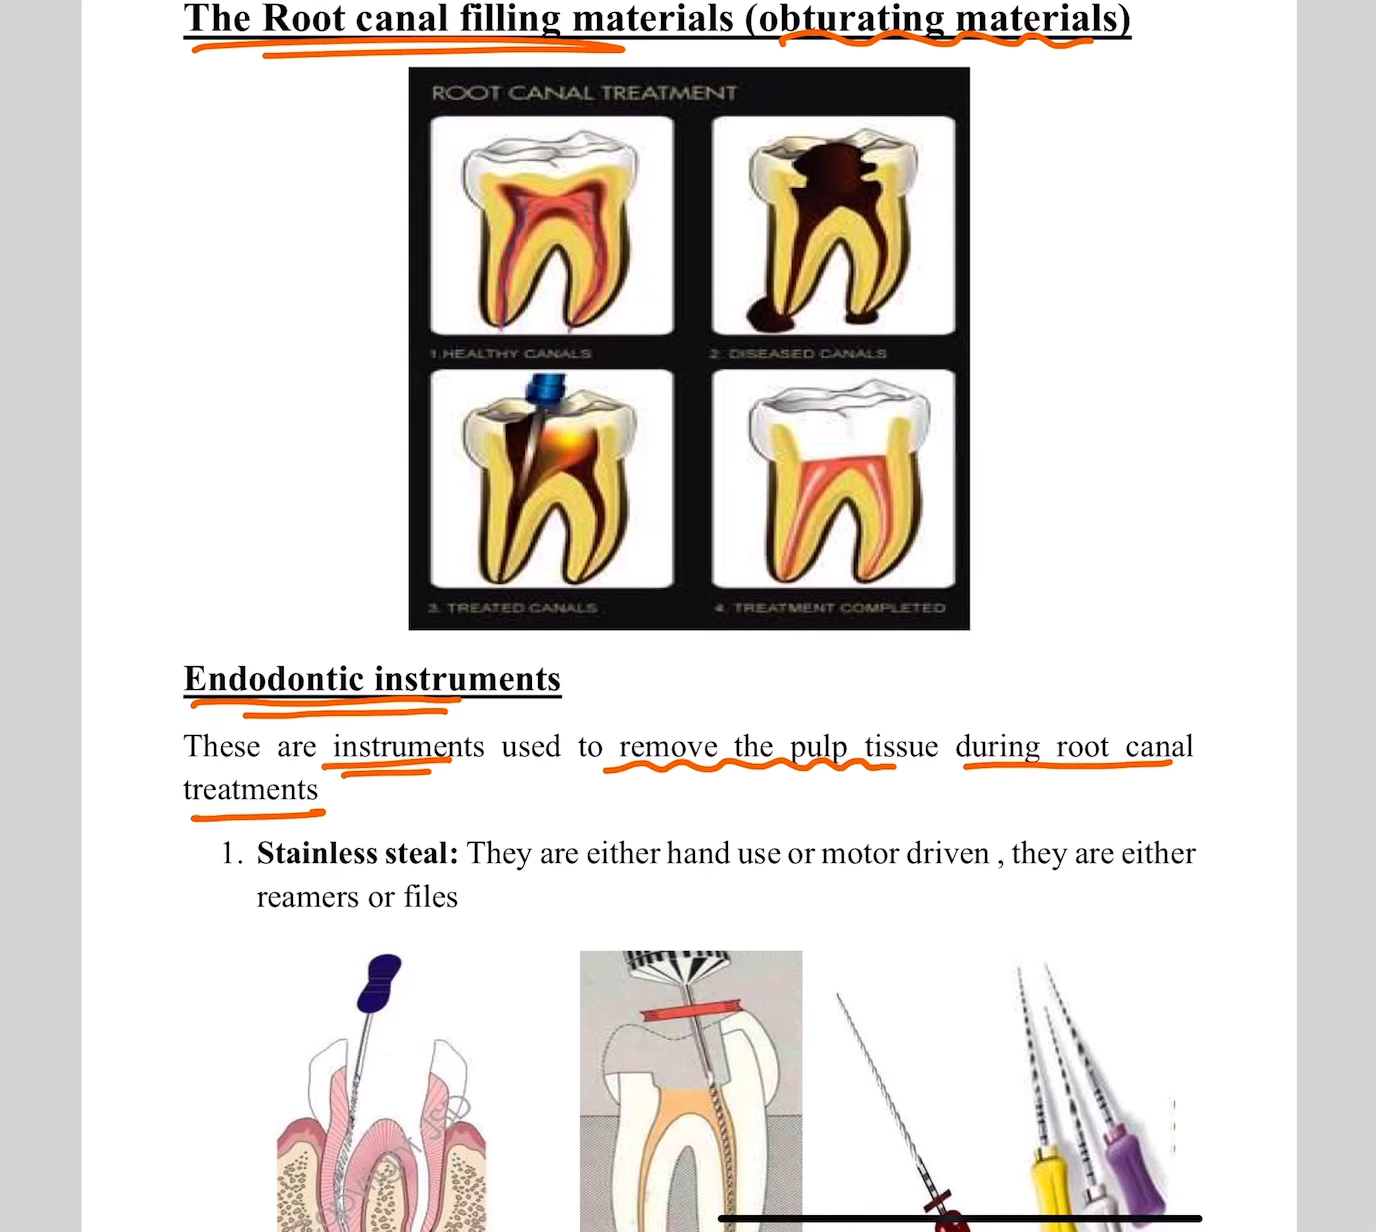 The Root canal filling materials (obturating materials)
ROOT CANAL TREATMENT
1.HEALTHY CANALS
2. DISEASED CANALS
3. TREATED CANALS
4. TREATMENT COMPLETED
Endodontic instruments
These are instruments used to remove the pulp tissue during root canal
treatments
1. Stainless steal: They are either hand use or motor driven , they are either
reamers or files